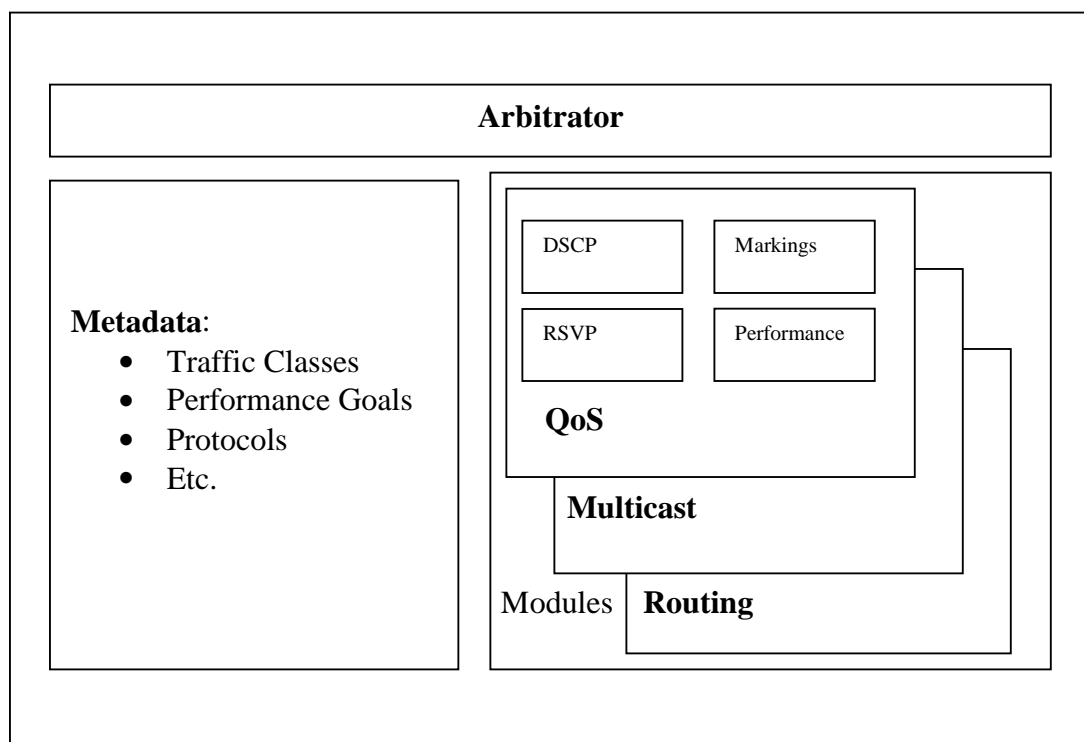 Arbitrator
Metadata:
• Traffic Classes
• Performance Goals
• Protocols
• Etc.
DSCP
Markings
RSVP
Performance
QoS
Multicast
Modules
Routing